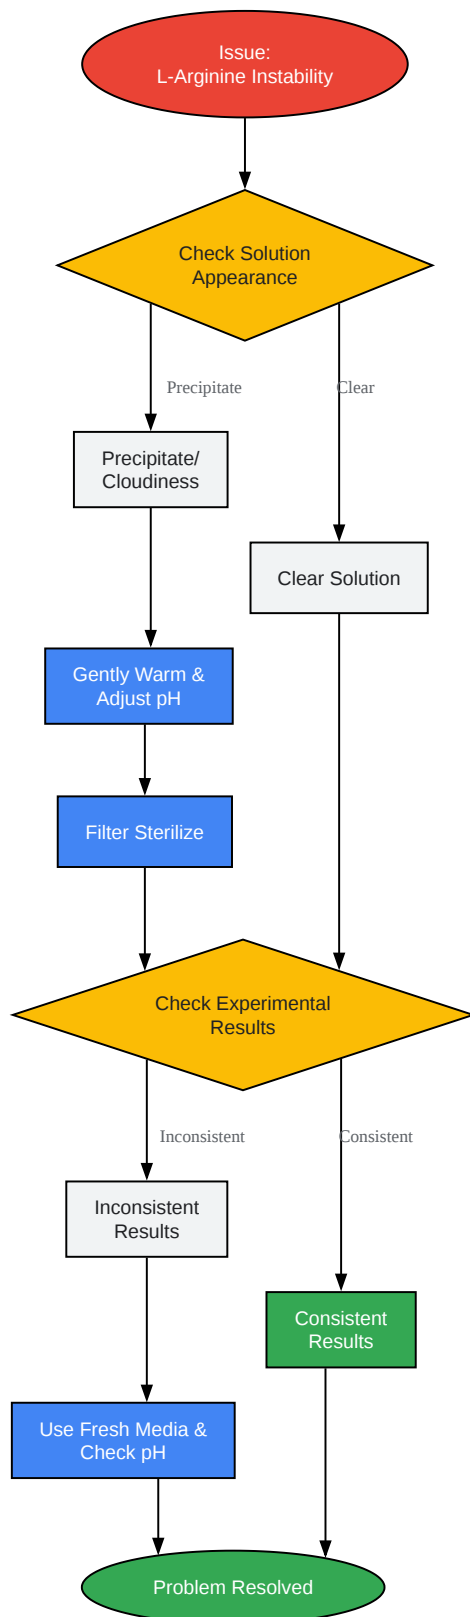 Issue:
L-Arginine Instability
Check Solution
Appearance
Precipitate
Clear
Precipitate/
Cloudiness
Clear Solution
Gently Warm &
Adjust pH
Filter Sterilize
Check Experimental
Results
Inconsistent
Consistent
Inconsistent
Results
Consistent
Results
Use Fresh Media &
Check pH
Problem Resolved